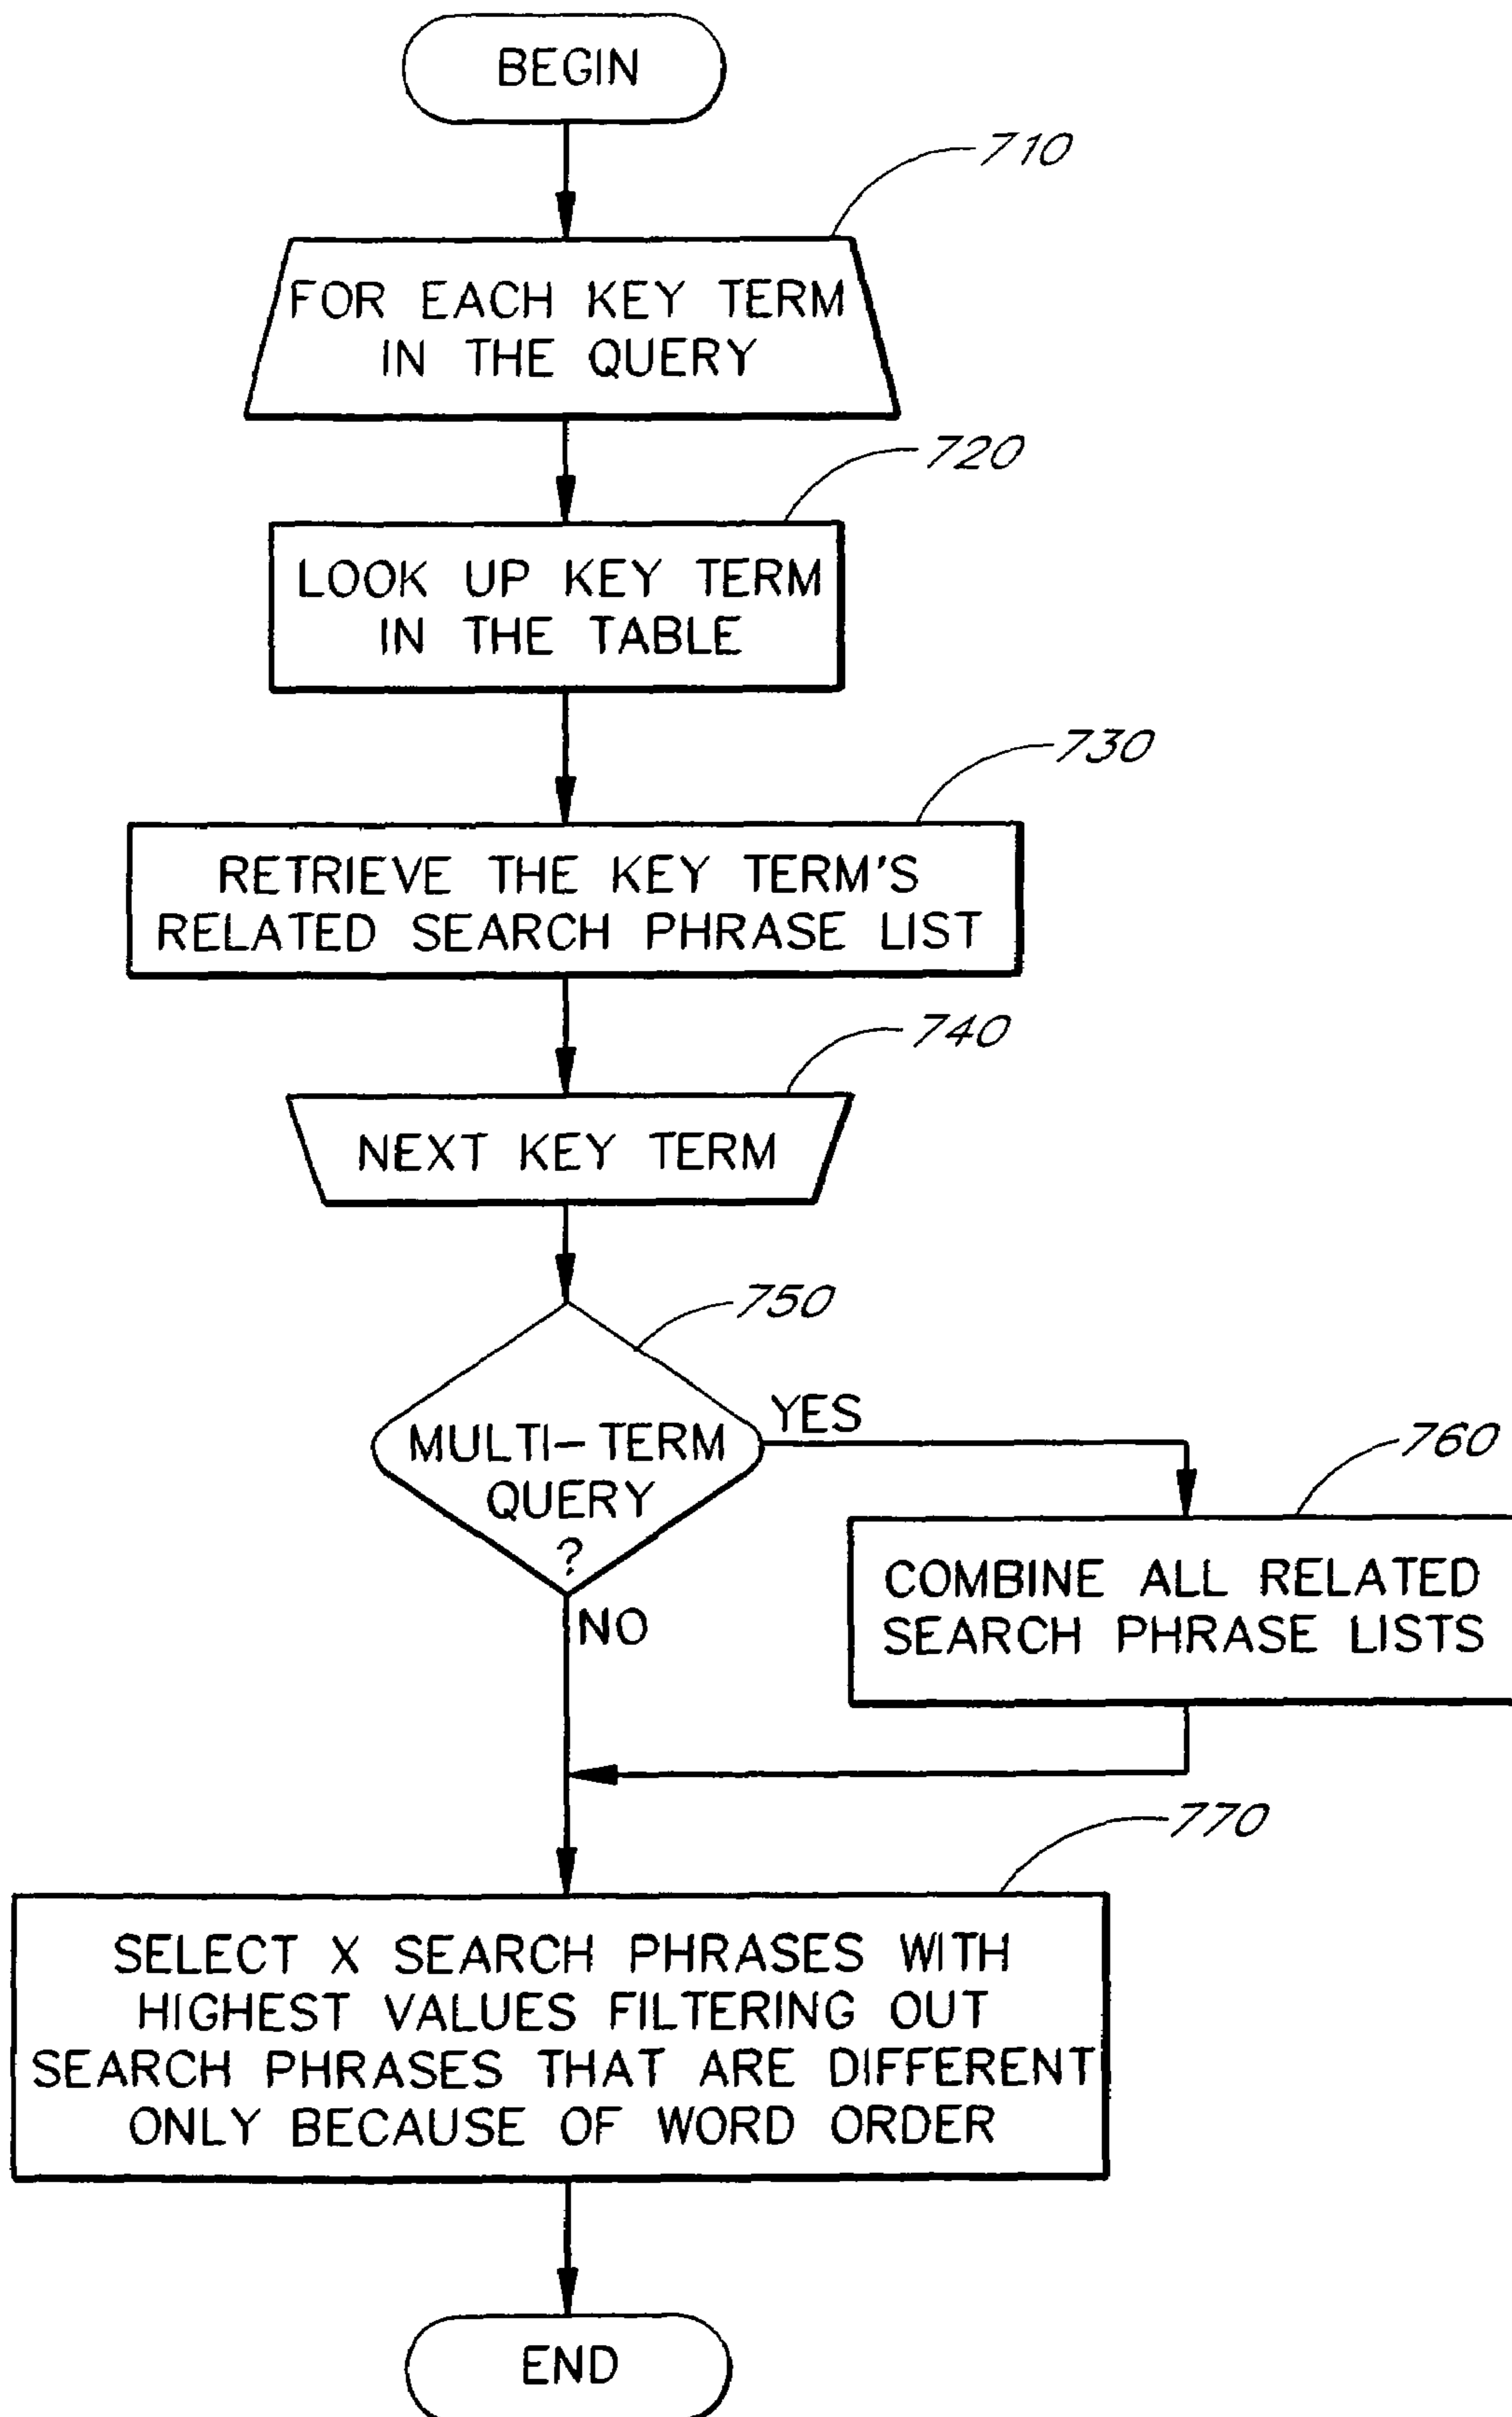 BEGIN
710
FOR EACH KEY TERM
IN THE QUERY
720
LOOK UP KEY TERM
IN THE TABLE
730
RETRIEVE THE KEY TERM'S
RELATED SEARCH PHRASE LIST
740
NEXT KEY TERM
750
MULTI-TERM
QUERY
?
YES
NO
760
COMBINE ALL RELATED
SEARCH PHRASE LISTS
770
SELECT X SEARCH PHRASES WITH
HIGHEST VALUES FILTERING OUT
SEARCH PHRASES THAT ARE DIFFERENT
ONLY BECAUSE OF WORD ORDER
END